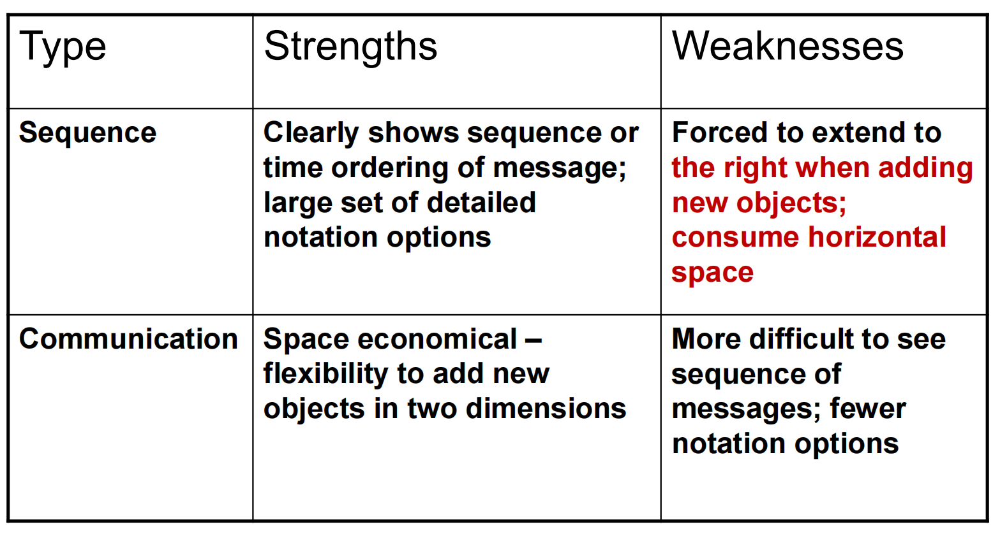 Type
Strengths
Weaknesses
Sequence
Clearly shows sequence or
time ordering of message;
large set of detailed
notation options
Forced to extend to
the right when adding
new objects;
consume horizontal
space
Communication
Space economical –
flexibility to add new
objects in two dimensions
More difficult to see
sequence of
messages; fewer
notation options